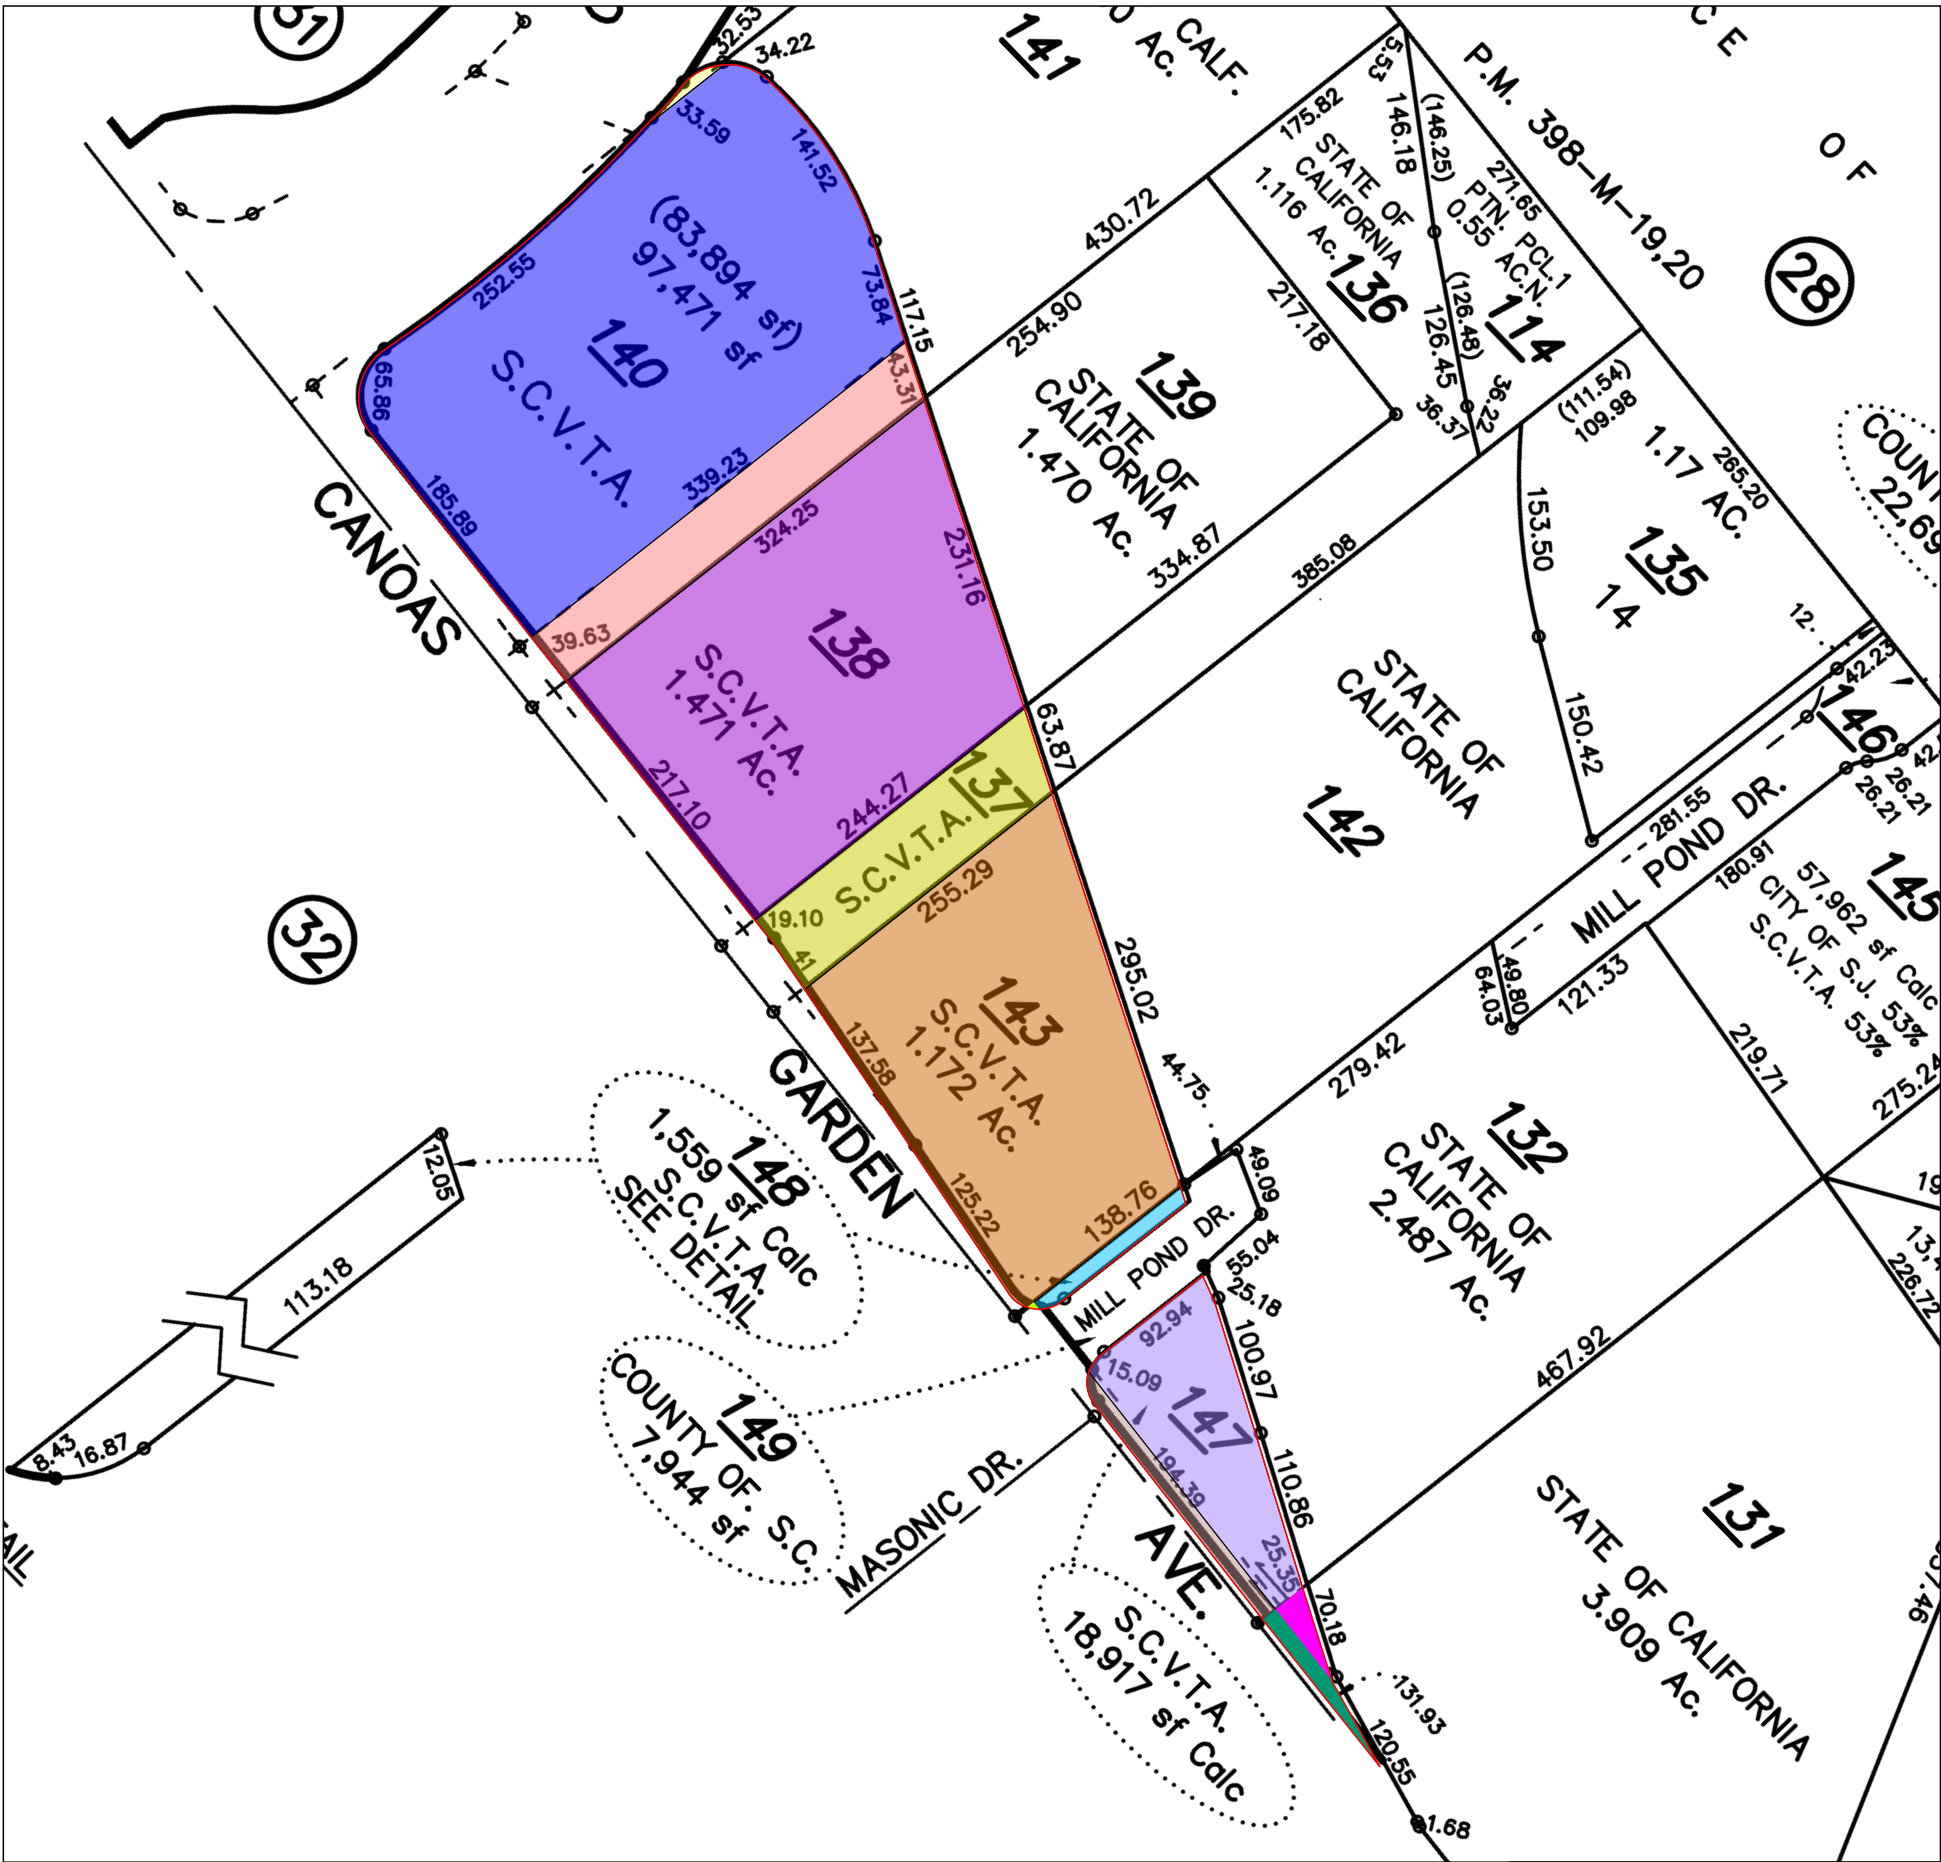 31
32.53
34.22
141
O AC.
CALF.
C E
P.M. 398-M-19,20
O F
28
33.59
141.52
(83,894 sf)
97,471 sf
140
S.C.V.T.A.
252.55
65.86
185.89
73.84
117.15
43.31
339.23
324.25
39.63
430.72
254.90
175.82
5.53
146.18
(146.25)
271.65
PTN. PCL.1
0.55 AC.N.
114
STATE OF
CALIFORNIA
1.116 Ac.
136
217.18
(126.48)
126.45
36.22
36.37
(111.54)
109.98
139
STATE OF
CALIFORNIA
1.470 Ac.
334.87
385.08
1.17 AC.
265.20
135
14
153.50
150.42
COUN
22,69
12.
42.23
146
42
26.21
26.21
CANOAS
GARDEN
AVE.
231.16
138
S.C.V.T.A.
1.471 Ac.
217.10
244.27
63.87
137
S.C.V.T.A.
19.10
41
255.29
143
S.C.V.T.A.
1.172 Ac.
137.58
125.22
295.02
138.76
44.75
49.09
55.04
25.18
STATE OF
CALIFORNIA
142
281.55
MILL POND DR.
180.91
145
57,962 sf Calc
CITY OF S.J. 53%
S.C.V.T.A. 53%
49.80
64.03
121.33
279.42
219.71
275.24
132
STATE OF
CALIFORNIA
2.487 Ac.
19
13,4
226.72
32
12.05
113.18
8.43
16.87
AIL
148
1,559 sf Calc
S.C.V.T.A.
SEE DETAIL
149
COUNTY OF. S.C.
7,944 sf
MILL POND DR.
92.94
15.09
147
100.97
110.86
194.39
25.35
70.18
131.93
120.55
1.68
467.92
MASONIC DR.
S.C.V.T.A.
18,917 sf Calc
131
STATE OF CALIFORNIA
3.909 Ac.